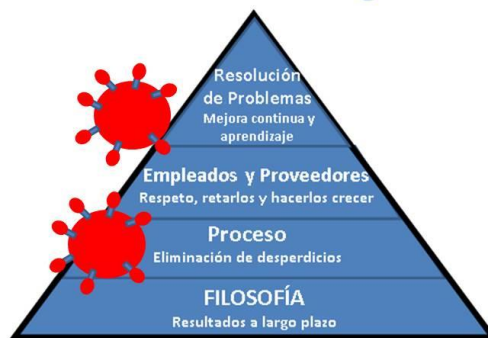 Resolución
de Problemas
Mejora continua y
aprendizaje
Empleados y Proveedores
Respeto, retarlos y hacerlos crecer
Proceso
Eliminación de desperdicios
FILOSOFÍA
Resultados a largo plazo